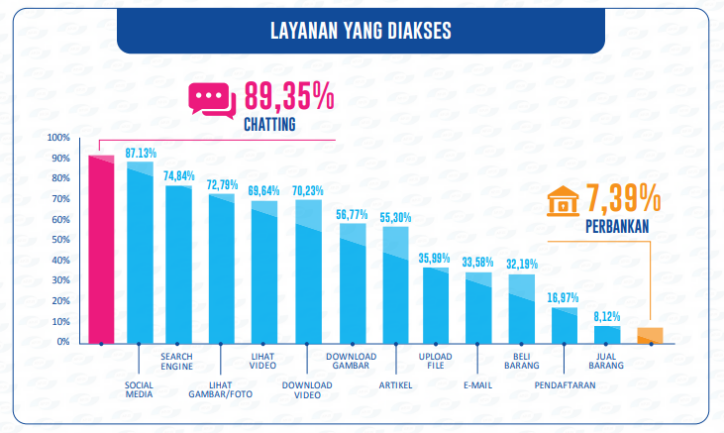 LAYANAN YANG DIAKSES
89,35%
CHATTING
7,39%
PERBANKAN
100%
90%
80%
70%
60%
50%
40%
30%
20%
10%
0%
87.13%
74,84%
72,79%
69,64%
70,23%
56,77%
55,30%
35,99%
33,58%
32,19%
16,97%
8,12%
SOCIAL
MEDIA
SEARCH
ENGINE
LIHAT
GAMBAR/FOTO
LIHAT
VIDEO
DOWNLOAD
VIDEO
DOWNLOAD
GAMBAR
ARTIKEL
UPLOAD
FILE
E-MAIL
BELI
BARANG
PENDAFTARAN
JUAL
BARANG